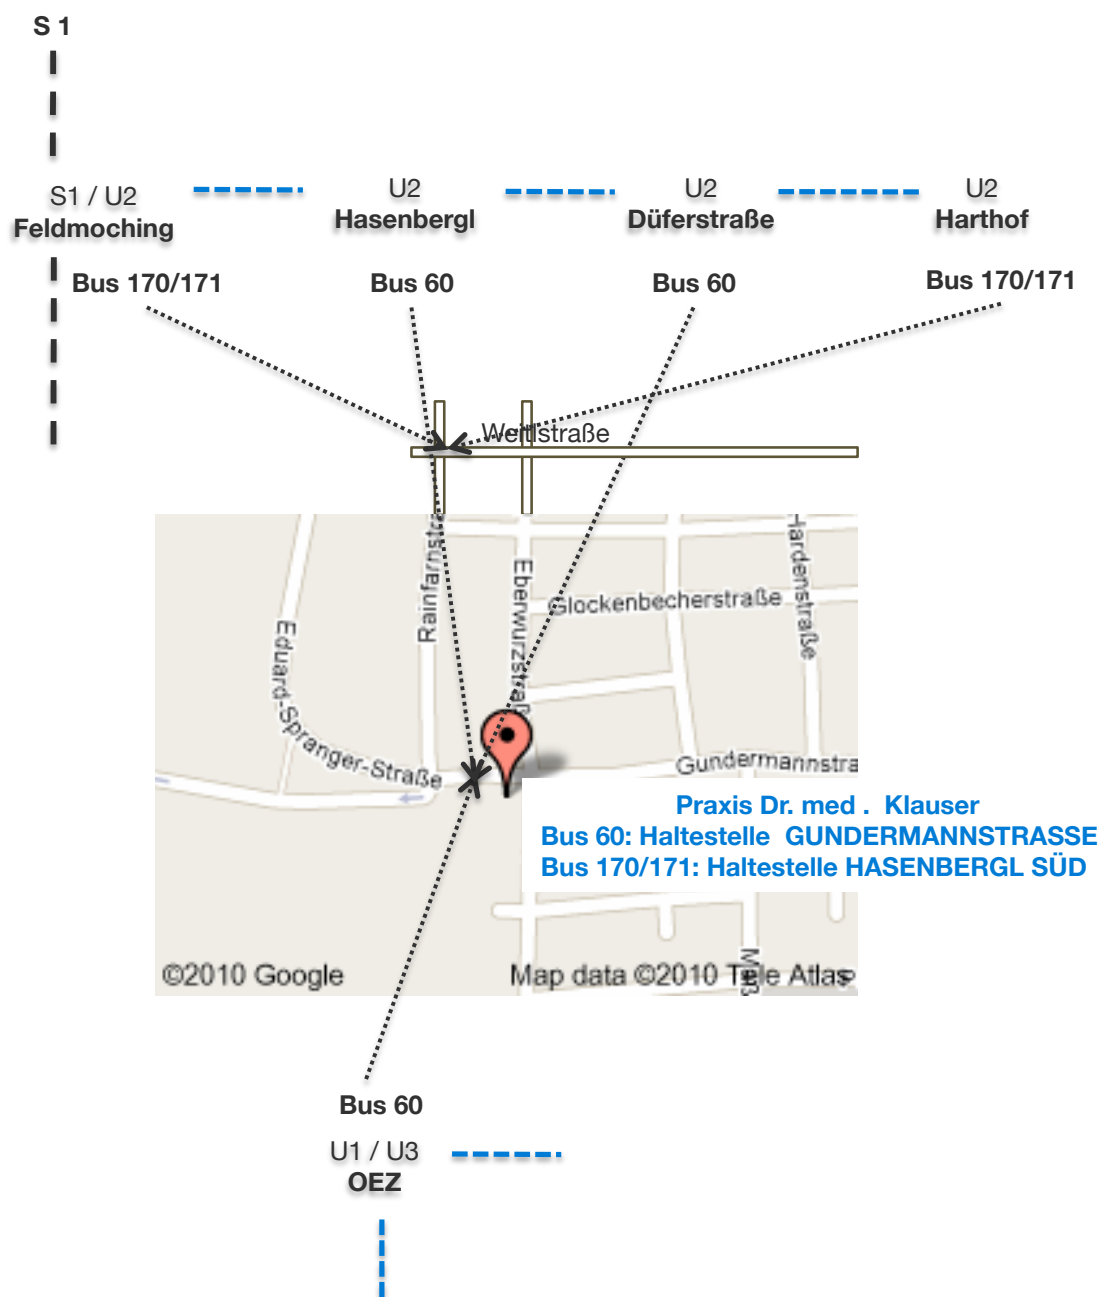 S 1
S1 / U2
Feldmoching
U2
Hasenbergl
U2
Düferstraße
U2
Harthof
Bus 170/171
Bus 60
Bus 60
Bus 170/171
Weitlstraße
Rainfarnstr
Eberwurzstraß
Hardenstraße
Glockenbecherstraße
Eduard-Spranger-Straße
Gundermannstra
Praxis Dr. med . Klauser
Bus 60: Haltestelle GUNDERMANNSTRASSE
Bus 170/171: Haltestelle HASENBERGL SÜD
©2010 Google
Map data ©2010 Tele Atlas
Bus 60
U1 / U3
OEZ